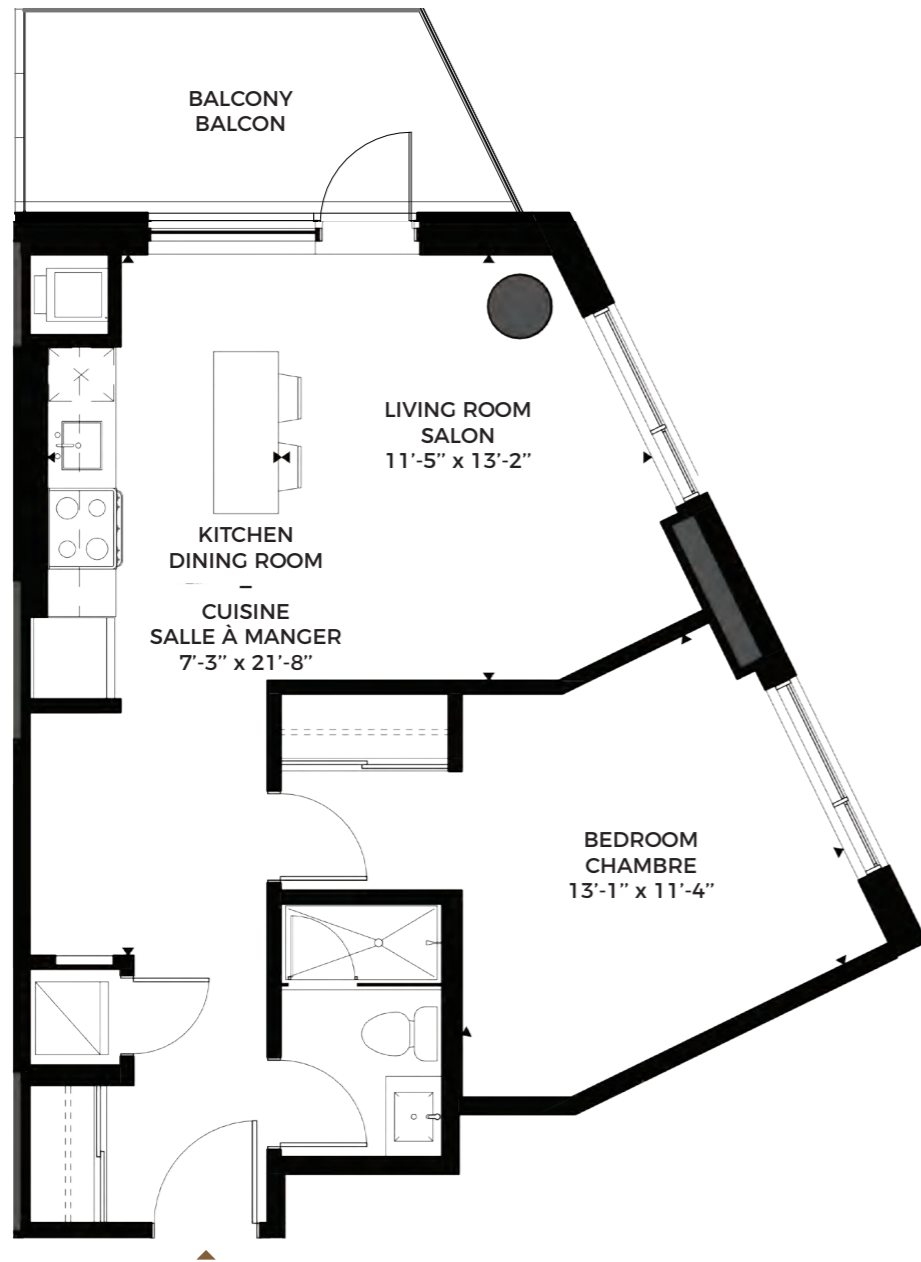 BALCONY
BALCON
LIVING ROOM
SALON
11’-5” x 13’-2”
KITCHEN
DINING ROOM
–
CUISINE
SALLE À MANGER
7’-3” x 21’-8”
BEDROOM
CHAMBRE
13’-1” x 11’-4”